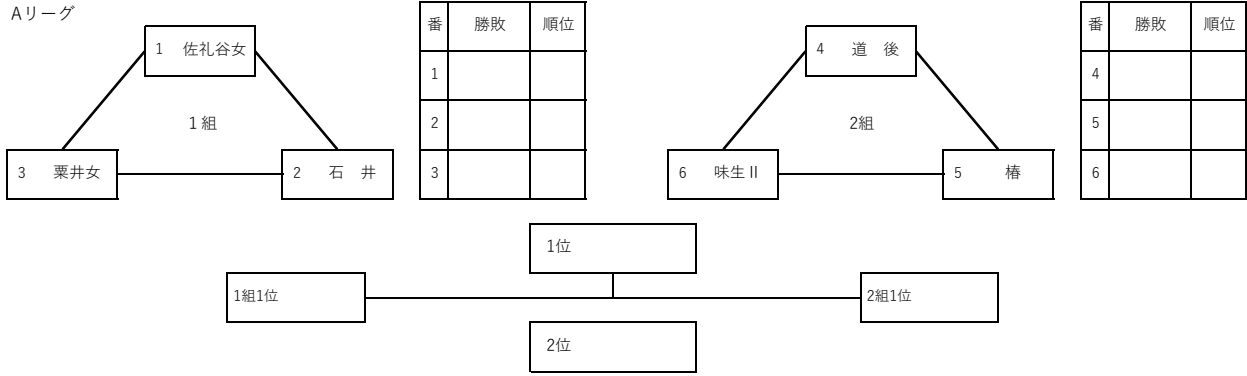 Aリーグ
番 勝敗 順位
1 佐礼谷女
1
1組
2
3 粟井女
2 石 井
3
番 勝敗 順位
4 道 後
4
2組
5
6 味生Ⅱ
5 椿
6
1位
1組1位
2組1位
2位